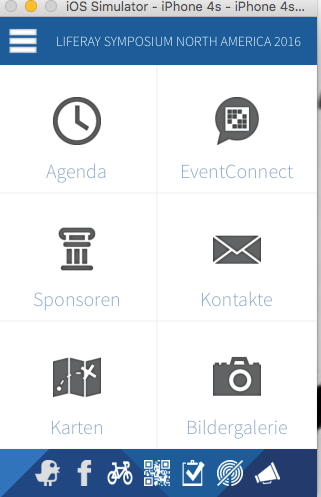 iOS Simulator - iPhone 4s - iPhone 4s...
LIFERAY SYMPOSIUM NORTH AMERICA 2016
Agenda
EventConnect
Sponsoren
Kontakte
Karten
Bildergalerie